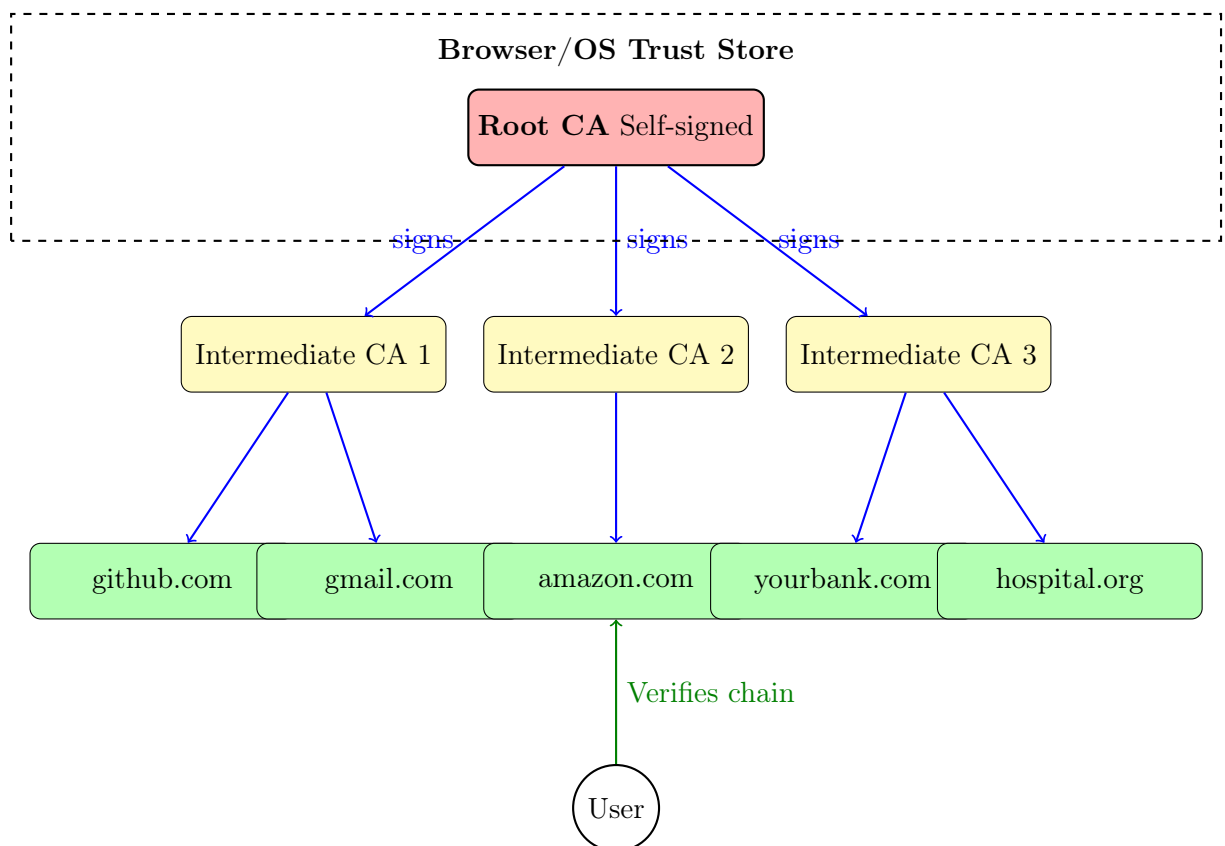 Browser/OS Trust Store
Root CA Self-signed
signs
signs
signs
Intermediate CA 1
Intermediate CA 2
Intermediate CA 3
github.com
gmail.com
amazon.com
yourbank.com
hospital.org
Verifies chain
User